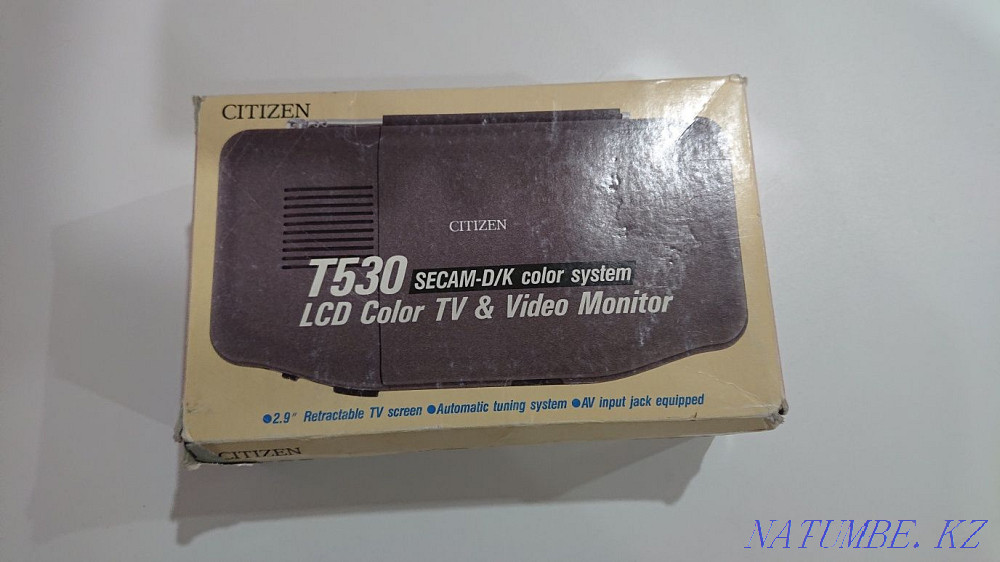 CITIZEN
CITIZEN
T530 SECAM-D/K color system
LCD Color TV & Video Monitor
●2.9" Retractable TV screen ●Automatic tuning system ●AV input jack equipped
CITIZEN
NATUMBE. KZ